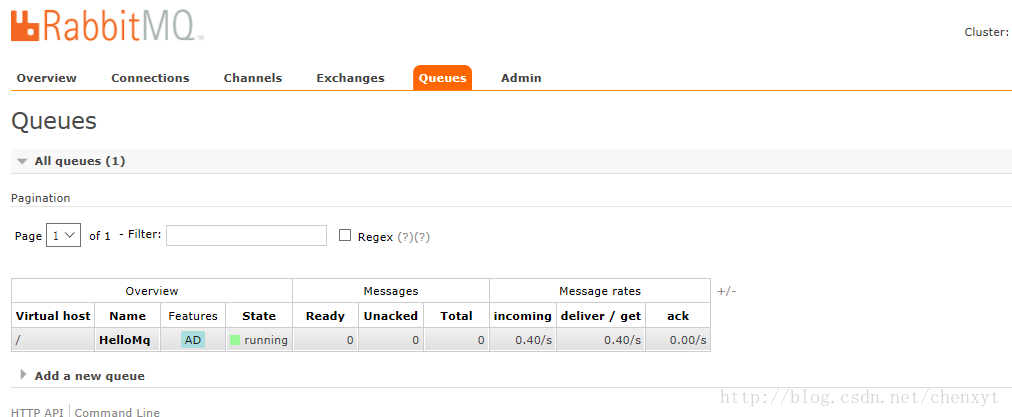 RabbitMQ™
Cluster:
Overview Connections Channels Exchanges Queues Admin
Queues
All queues (1)
Pagination
Page 1 of 1 - Filter: Regex (?)(?)
Overview Messages Message rates +/-
Virtual host Name Features State Ready Unacked Total incoming deliver / get ack
/ HelloMq AD running 0 0 0 0.40/s 0.40/s 0.00/s
Add a new queue
HTTP API Command Line
http://blog.csdn.net/chenxyt